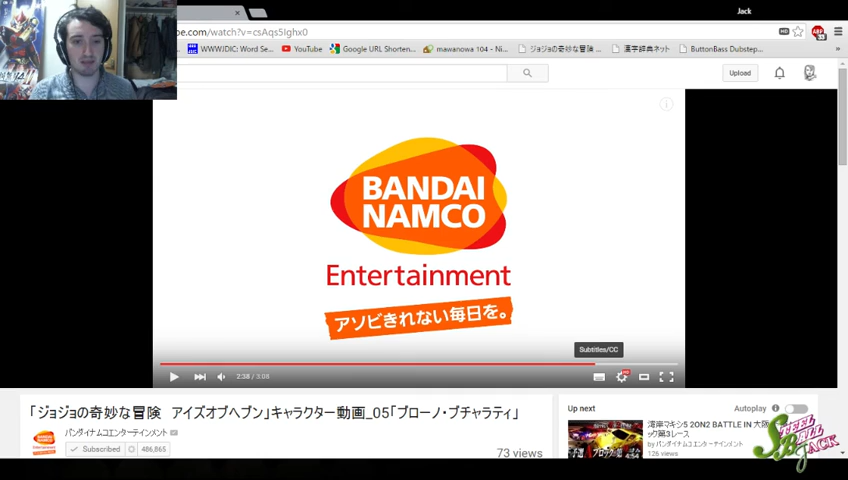 Jack
be.com/watch?v=csAqs5Ighx0
WWWJDIC: Word Se...
YouTube
Google URL Shorten...
mawanowa 104 - Ni...
ジョジョの奇妙な冒険 ...
漢字辞典ネット
ButtonBass Dubstep...
Upload
BANDAI
NAMCO
Entertainment
アソビきれない毎日を。
Subtitles/CC
2:38 / 3:08
「ジョジョの奇妙な冒険　アイズオブヘブン」キャラクター動画_05「ブローノ・ブチャラティ」
バンダイナムコエンターテインメント
Subscribed
486,865
73 views
Up next
Autoplay
湾岸マキシ5 2ON2 BATTLE IN 大阪
ック第3レース
by バンダイナムコエンターテインメント
126 views
STEEL
BALL
JACK